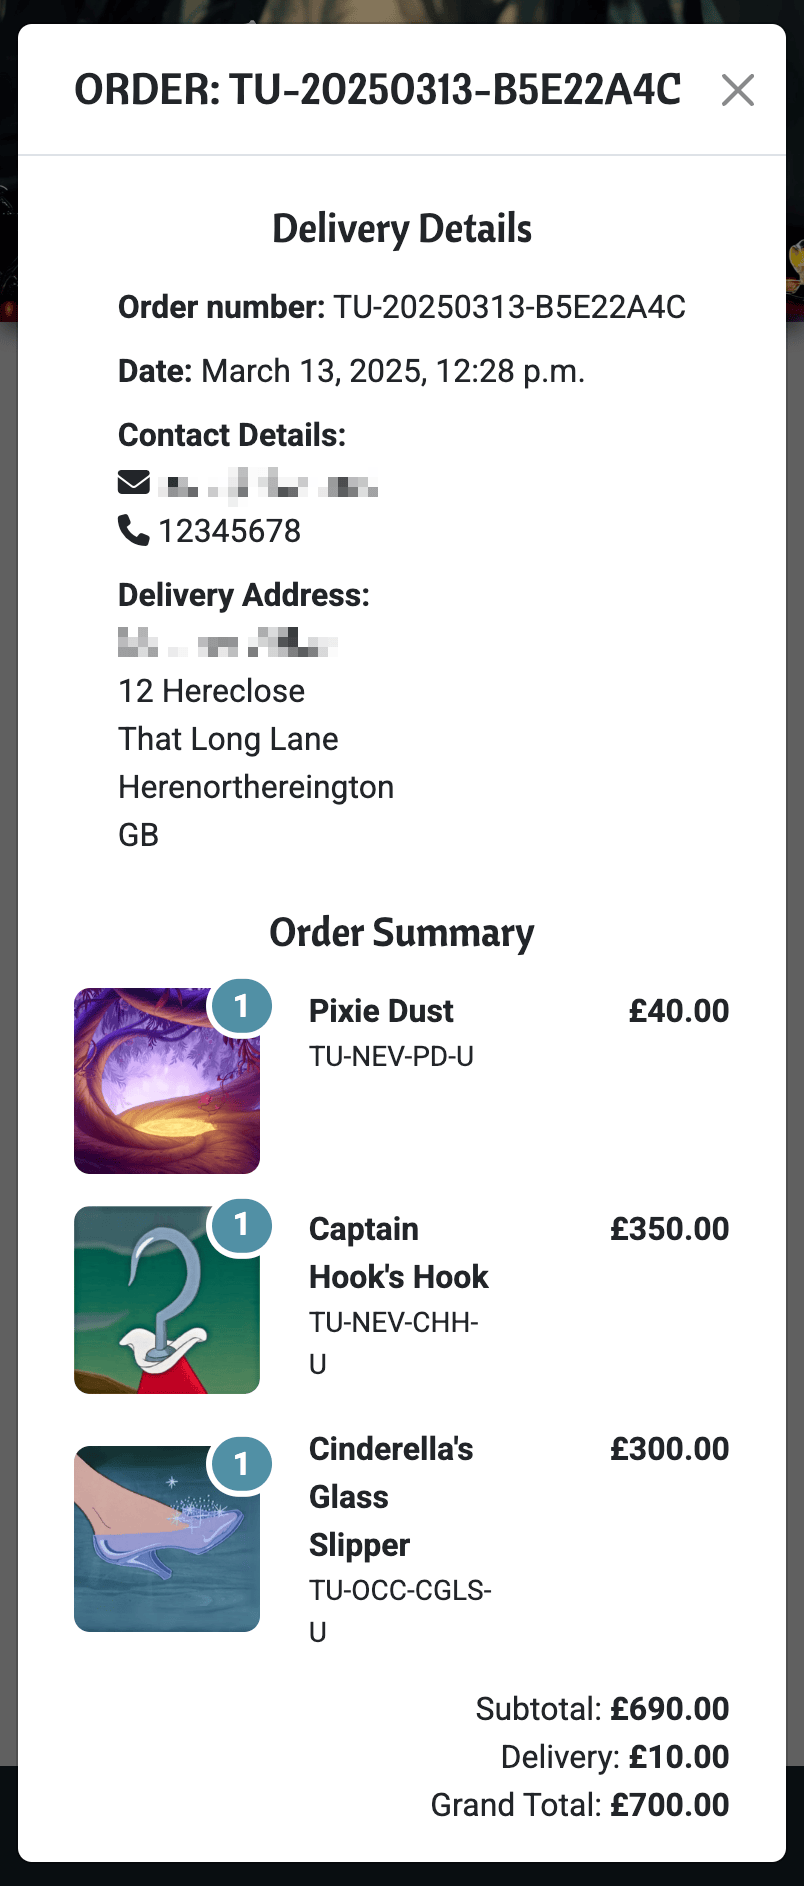 ORDER: TU-20250313-B5E22A4C
Delivery Details
Order number: TU-20250313-B5E22A4C
Date: March 13, 2025, 12:28 p.m.
Contact Details:
12345678
Delivery Address:
12 Hereclose
That Long Lane
Herenorthereington
GB
Order Summary
1
Pixie Dust £40.00
TU-NEV-PD-U
1
Captain £350.00
Hook's Hook
TU-NEV-CHH-
U
1
Cinderella's £300.00
Glass
Slipper
TU-OCC-CGLS-
U
Subtotal: £690.00
Delivery: £10.00
Grand Total: £700.00